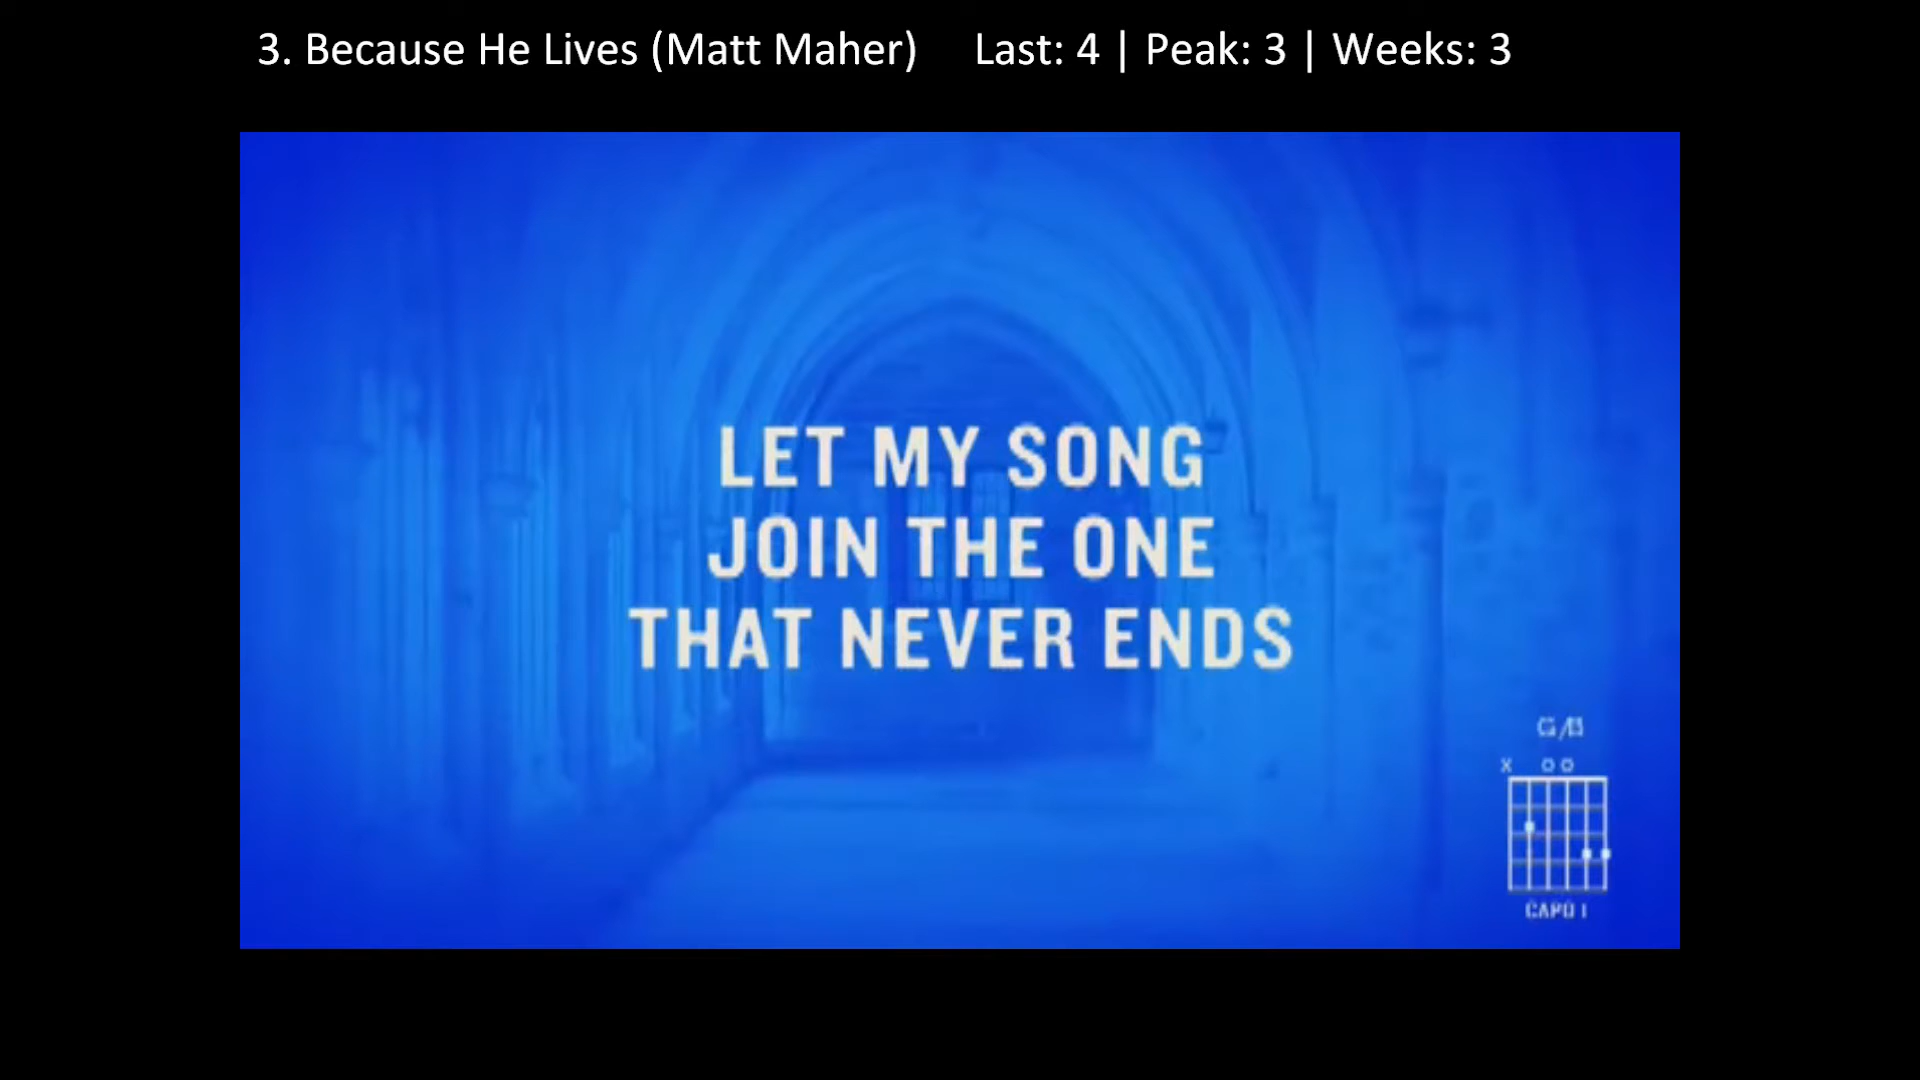 3. Because He Lives (Matt Maher) Last: 4 | Peak: 3 | Weeks: 3
LET MY SONG
JOIN THE ONE
THAT NEVER ENDS
G/B
x oo
CAPO 1